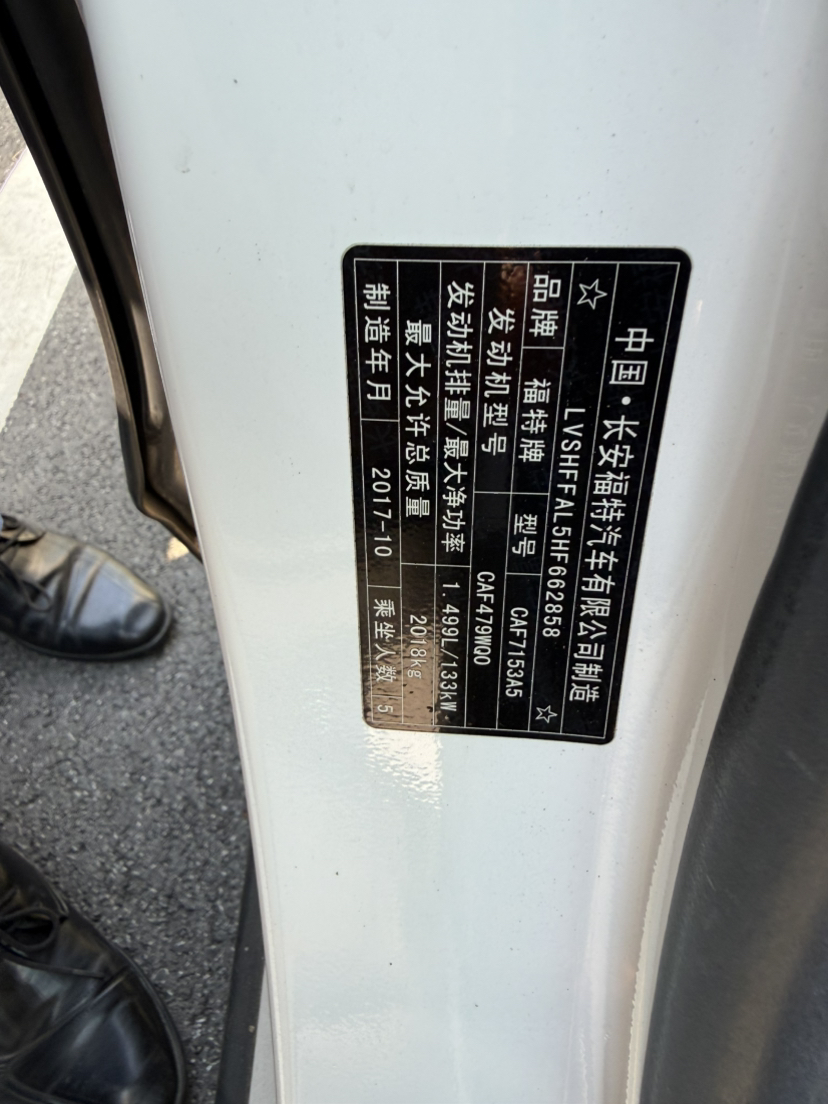 中国·长安福特汽车有限公司制造
☆ LVSHFFAL5HF662858 ☆
品牌 福特牌 型号 CAF7153A5
发动机型号 CAF479WQ0
发动机排量/最大净功率 1.499L/133kW
最大允许总质量 2018kg
制造年月 2017-10 乘坐人数 5